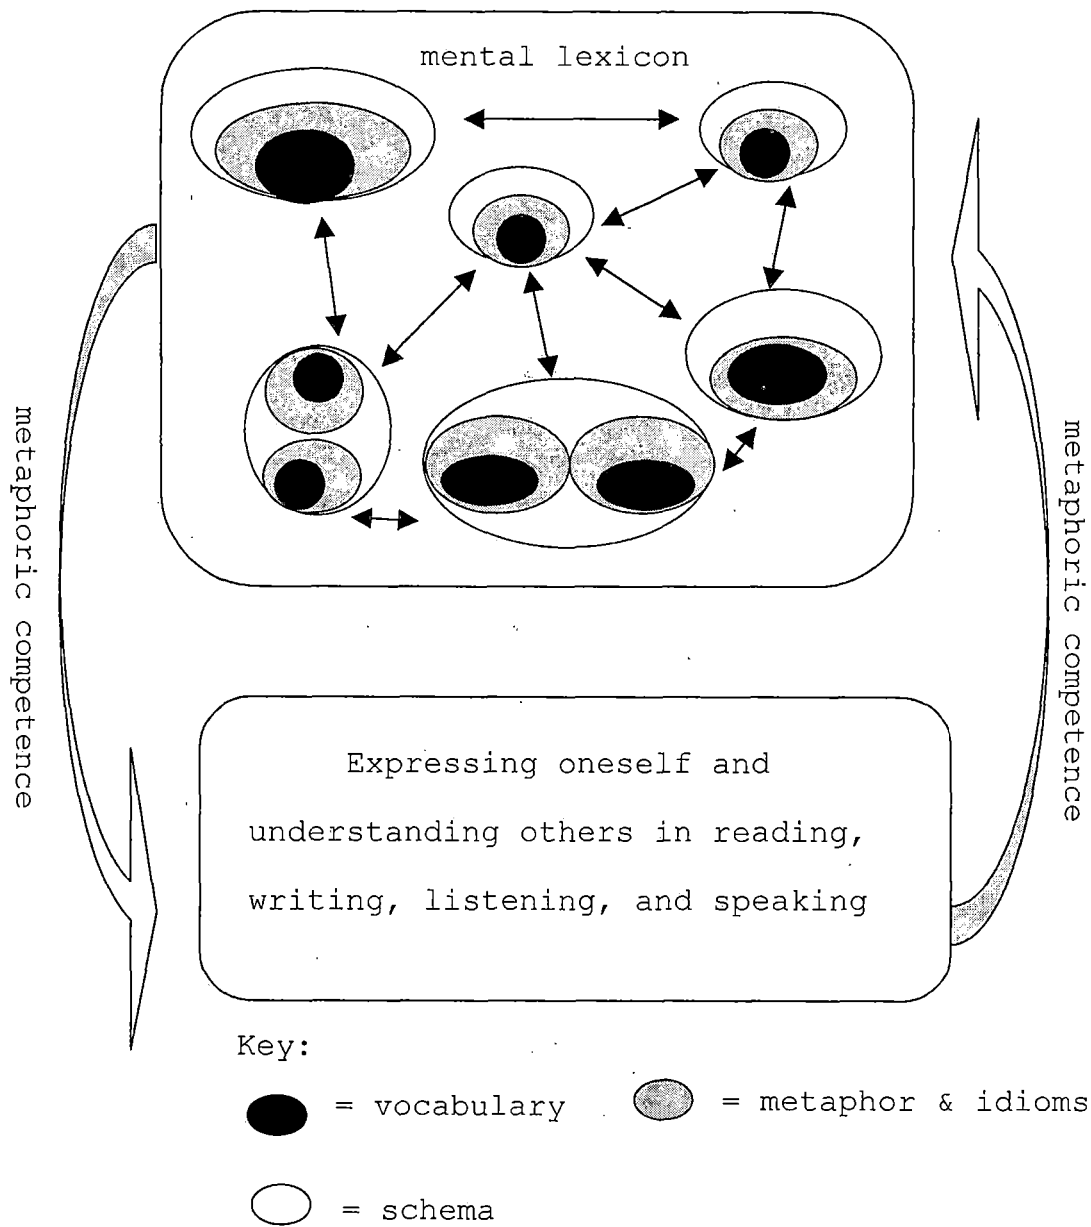 mental lexicon
metaphoric competence
metaphoric competence
Expressing oneself and
understanding others in reading,
writing, listening, and speaking
Key:
= vocabulary
= metaphor & idioms
= schema